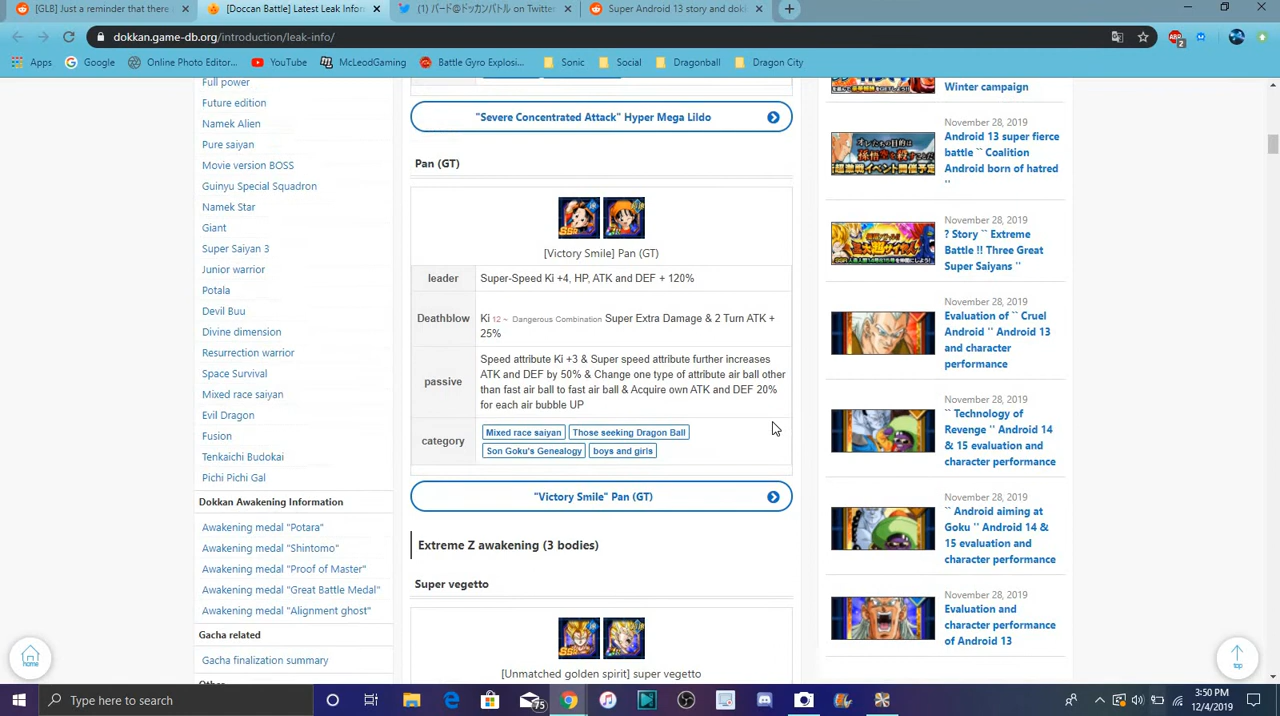 [GLB] Just a reminder that there
[Doccan Battle] Latest Leak Infor
(1) バード@ドッカンバトル on Twitter
Super Android 13 story and dokk
dokkan.game-db.org/introduction/leak-info/
Apps
Google
Online Photo Editor...
YouTube
McLeodGaming
Battle Gyro Explosi...
Sonic
Social
Dragonball
Dragon City
Full power
Future edition
Namek Alien
Pure saiyan
Movie version BOSS
Guinyu Special Squadron
Namek Star
Giant
Super Saiyan 3
Junior warrior
Potala
Devil Buu
Divine dimension
Resurrection warrior
Space Survival
Mixed race saiyan
Evil Dragon
Fusion
Tenkaichi Budokai
Pichi Pichi Gal
Dokkan Awakening Information
Awakening medal "Potara"
Awakening medal "Shintomo"
Awakening medal "Proof of Master"
Awakening medal "Great Battle Medal"
Awakening medal "Alignment ghost"
Gacha related
Gacha finalization summary
"Severe Concentrated Attack" Hyper Mega Lildo
Pan (GT)
[Victory Smile] Pan (GT)
leader
Super-Speed Ki +4, HP, ATK and DEF + 120%
Deathblow
Ki 12 ~ Dangerous Combination Super Extra Damage & 2 Turn ATK +
25%
passive
Speed attribute Ki +3 & Super speed attribute further increases
ATK and DEF by 50% & Change one type of attribute air ball other
than fast air ball to fast air ball & Acquire own ATK and DEF 20%
for each air bubble UP
category
Mixed race saiyan
Those seeking Dragon Ball
Son Goku's Genealogy
boys and girls
"Victory Smile" Pan (GT)
Extreme Z awakening (3 bodies)
Super vegetto
[Unmatched golden spirit] super vegetto
Winter campaign
November 28, 2019
Android 13 super fierce
battle `` Coalition
Android born of hatred
''
November 28, 2019
? Story `` Extreme
Battle !! Three Great
Super Saiyans ''
November 28, 2019
Evaluation of `` Cruel
Android '' Android 13
and character
performance
November 28, 2019
`` Technology of
Revenge '' Android 14
& 15 evaluation and
character performance
November 28, 2019
`` Android aiming at
Goku '' Android 14 &
15 evaluation and
character performance
November 28, 2019
Evaluation and
character performance
of Android 13
home
top
Type here to search
75
3:50 PM
12/4/2019